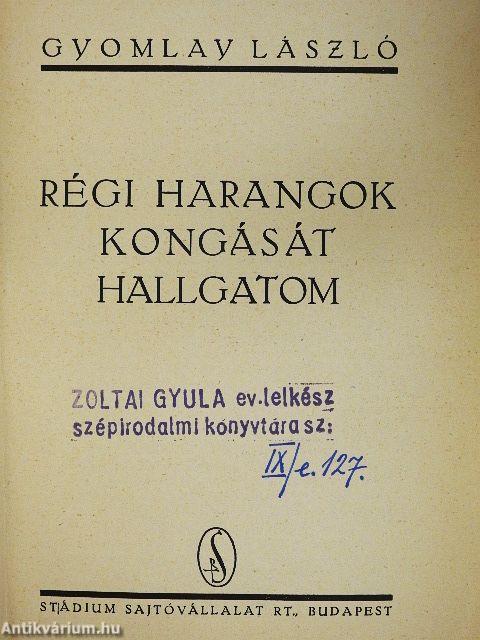 GYOMLAY LÁSZLÓ
RÉGI HARANGOK
KONGÁSÁT
HALLGATOM
ZOLTAI GYULA ev. lelkész
szépirodalmi könyvtára sz:
IX/e. 127.
S
STÁDIUM SAJTÓVÁLLALAT RT., BUDAPEST
Antikvárium.hu